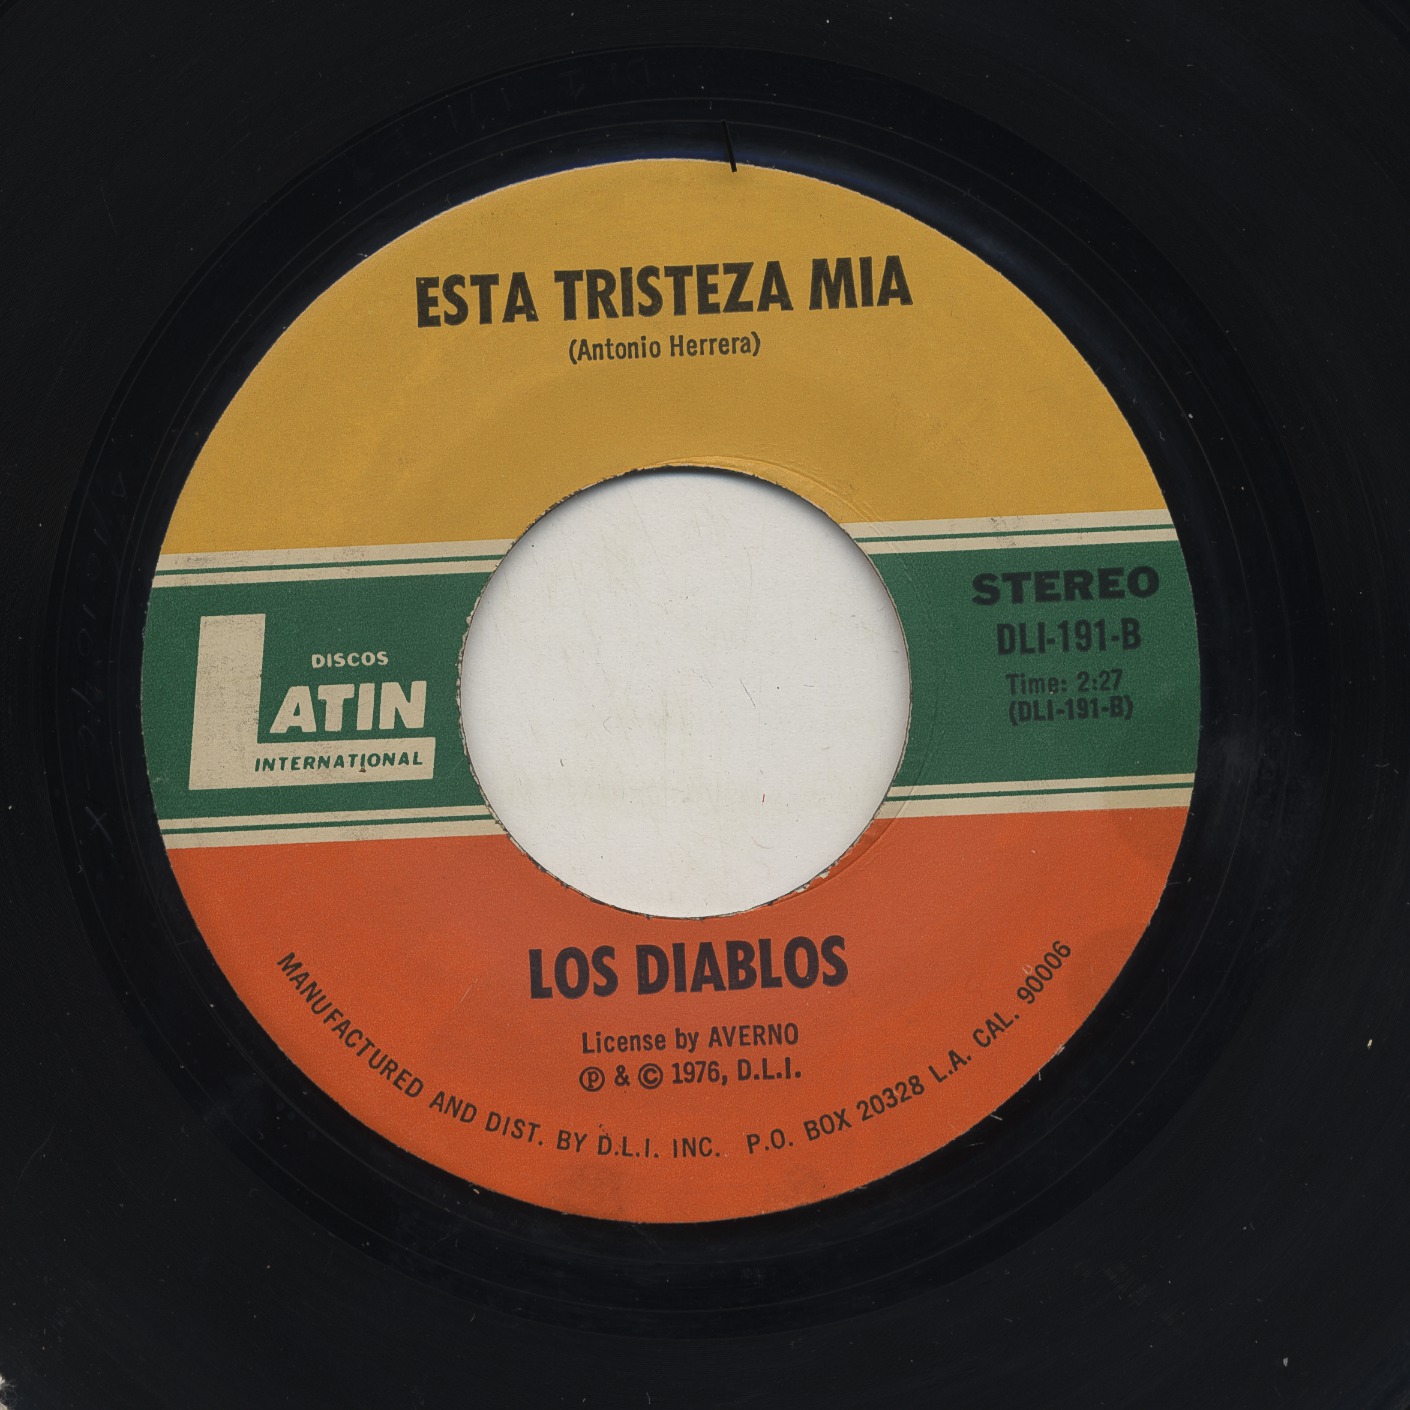 ESTA TRISTEZA MIA
(Antonio Herrera)
DISCOS
LATIN
INTERNATIONAL
STEREO
DLI-191-B
Time: 2:27
(DLI-191-B)
LOS DIABLOS
License by AVERNO
Ⓟ & © 1976, D.L.I.
MANUFACTURED AND DIST. BY D.L.I. INC. P.O. BOX 20328 L.A. CAL. 90006